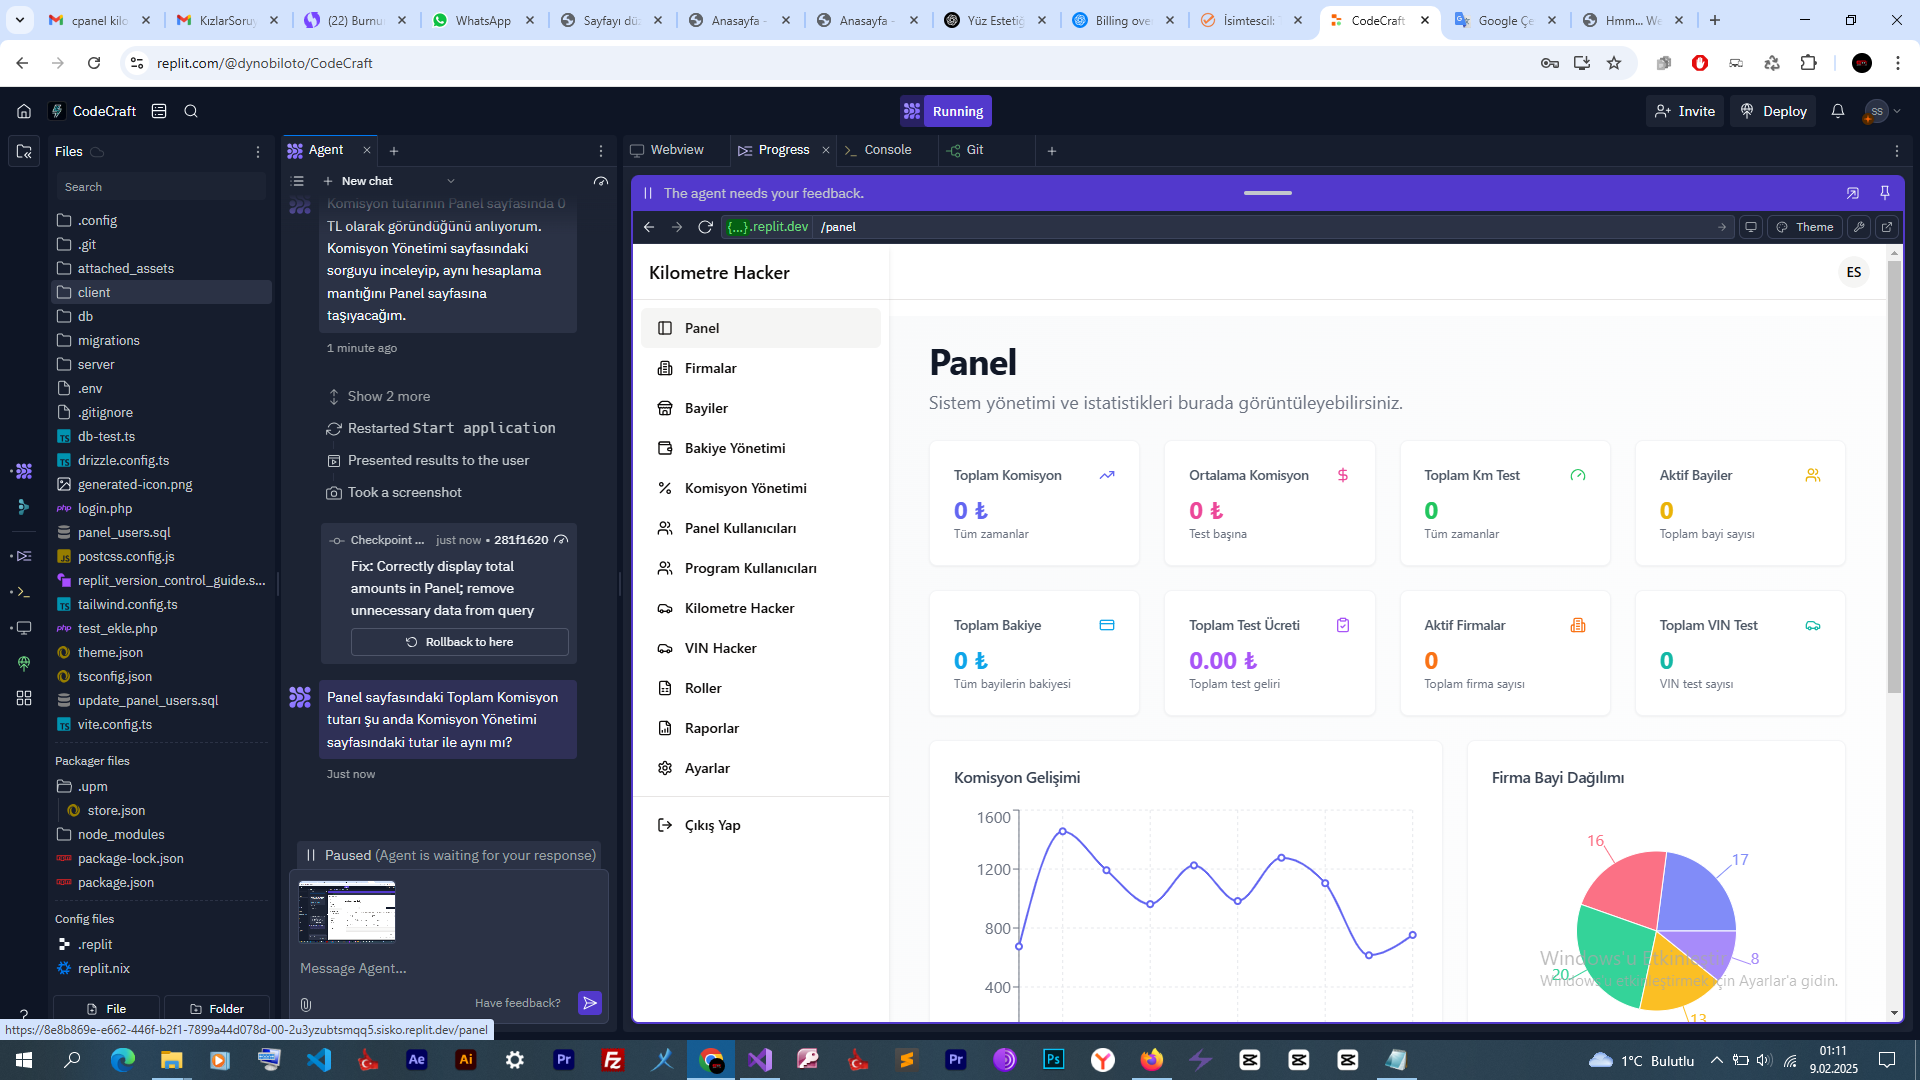 cpanel kilo
KızlarSoru
(22) Burnu
WhatsApp
Sayfayı dü
Anasayfa -
Anasayfa -
Yüz Estetiğ
Billing ove
İsimtescil:
CodeCraft
Google Çe
Hmm... We
replit.com/@dynobiloto/CodeCraft
CodeCraft
Running
Invite
Deploy
SS
Files
Search
.config
.git
attached_assets
client
db
migrations
server
.env
.gitignore
db-test.ts
drizzle.config.ts
generated-icon.png
login.php
panel_users.sql
postcss.config.js
replit_version_control_guide.s...
tailwind.config.ts
test_ekle.php
theme.json
tsconfig.json
update_panel_users.sql
vite.config.ts
Packager files
.upm
store.json
node_modules
package-lock.json
package.json
Config files
.replit
replit.nix
File
Folder
https://8e8b869e-e662-446f-b2f1-7899a44d078d-00-2u3yzubtsmqq5.sisko.replit.dev/panel
Agent
New chat
Komisyon tutarının Panel sayfasında 0
TL olarak göründüğünü anlıyorum.
Komisyon Yönetimi sayfasındaki
sorguyu inceleyip, aynı hesaplama
mantığını Panel sayfasına
taşıyacağım.
1 minute ago
Show 2 more
Restarted Start application
Presented results to the user
Took a screenshot
Checkpoint ... just now • 281f1620
Fix: Correctly display total
amounts in Panel; remove
unnecessary data from query
Rollback to here
Panel sayfasındaki Toplam Komisyon
tutarı şu anda Komisyon Yönetimi
sayfasındaki tutar ile aynı mı?
Just now
Paused (Agent is waiting for your response)
Message Agent...
Have feedback?
Webview
Progress
Console
Git
The agent needs your feedback.
{...}.replit.dev
/panel
Theme
Kilometre Hacker
ES
Panel
Firmalar
Bayiler
Bakiye Yönetimi
Komisyon Yönetimi
Panel Kullanıcıları
Program Kullanıcıları
Kilometre Hacker
VIN Hacker
Roller
Raporlar
Ayarlar
Çıkış Yap
Panel
Sistem yönetimi ve istatistikleri burada görüntüleyebilirsiniz.
Toplam Komisyon
0 ₺
Tüm zamanlar
Ortalama Komisyon
0 ₺
Test başına
Toplam Km Test
0
Tüm zamanlar
Aktif Bayiler
0
Toplam bayi sayısı
Toplam Bakiye
0 ₺
Tüm bayilerin bakiyesi
Toplam Test Ücreti
0.00 ₺
Toplam test geliri
Aktif Firmalar
0
Toplam firma sayısı
Toplam VIN Test
0
VIN test sayısı
Komisyon Gelişimi
1600
1200
800
400
Firma Bayi Dağılımı
16
17
8
20
13
Windows'u Etkinleştir
Windows'u etkinleştirmek için Ayarlar'a gidin.
1°C Bulutlu
01:11
9.02.2025